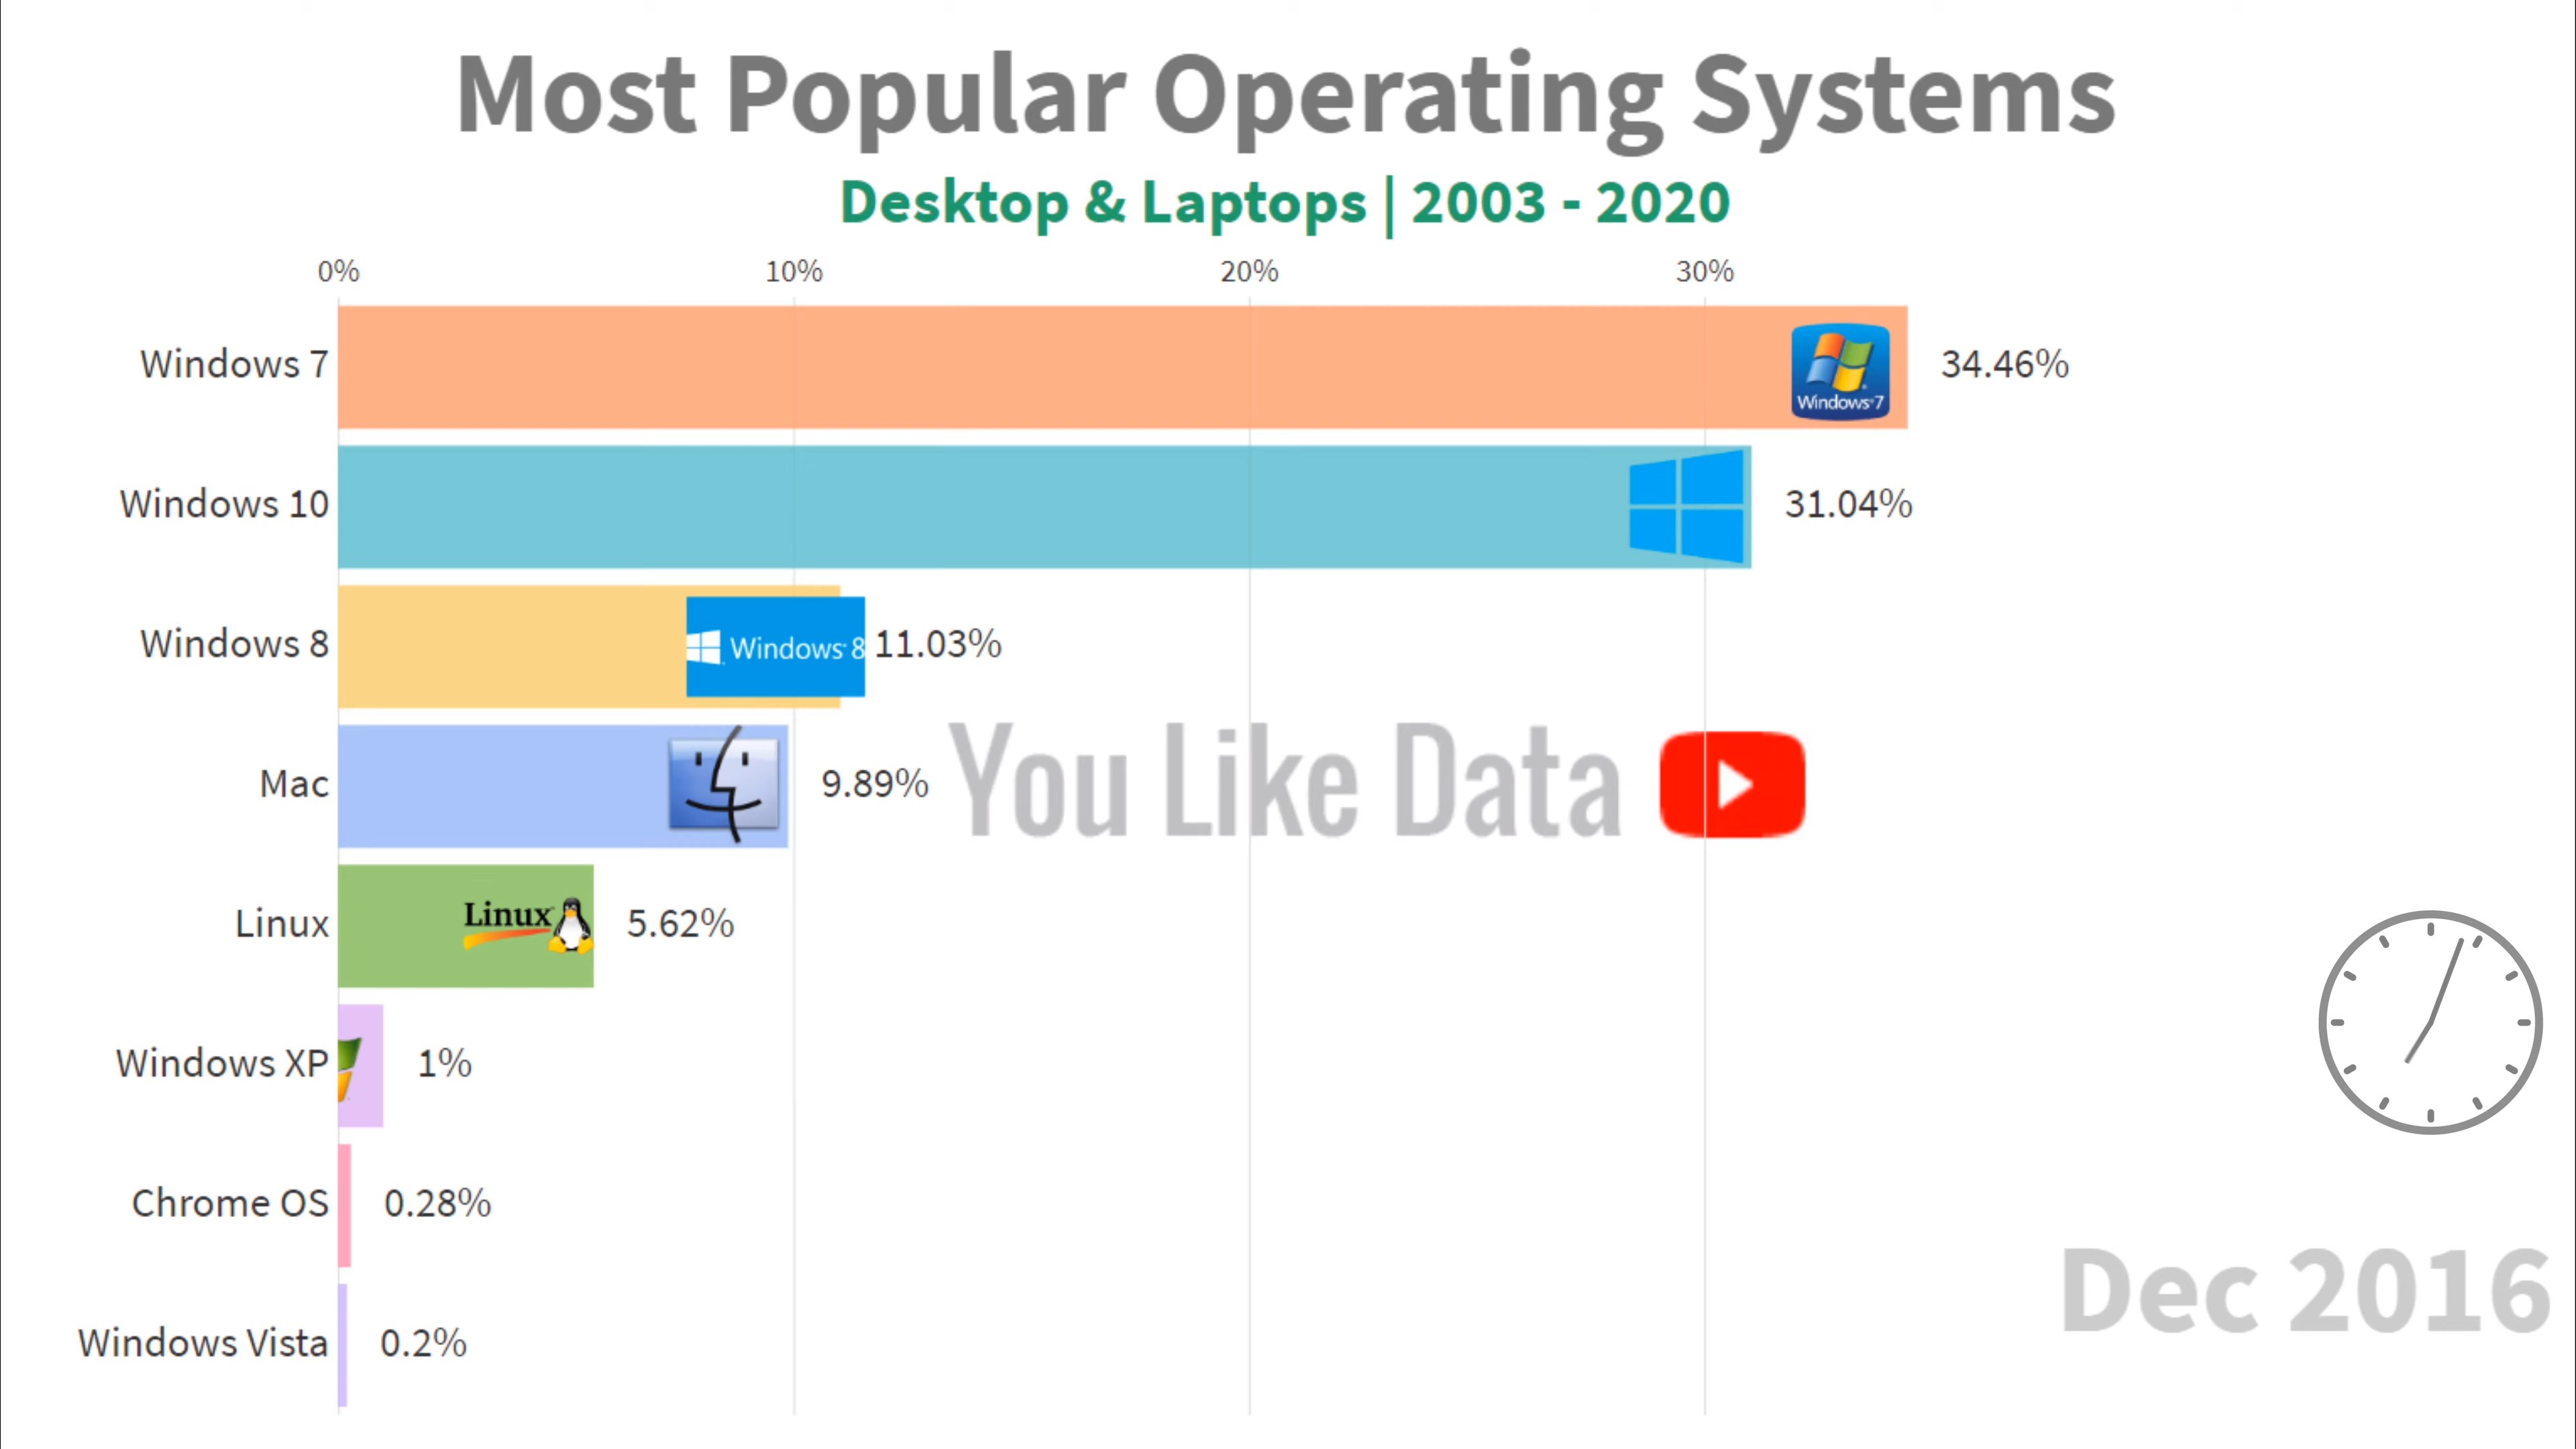 Most Popular Operating Systems
Desktop & Laptops | 2003 - 2020
0% 10% 20% 30%
Windows 7 Windows 7 34.46%
Windows 10 31.04%
Windows 8 Windows 8 11.03%
Mac 9.89%
You Like Data
Linux Linux 5.62%
Windows XP 1%
Chrome OS 0.28%
Windows Vista 0.2%
Dec 2016